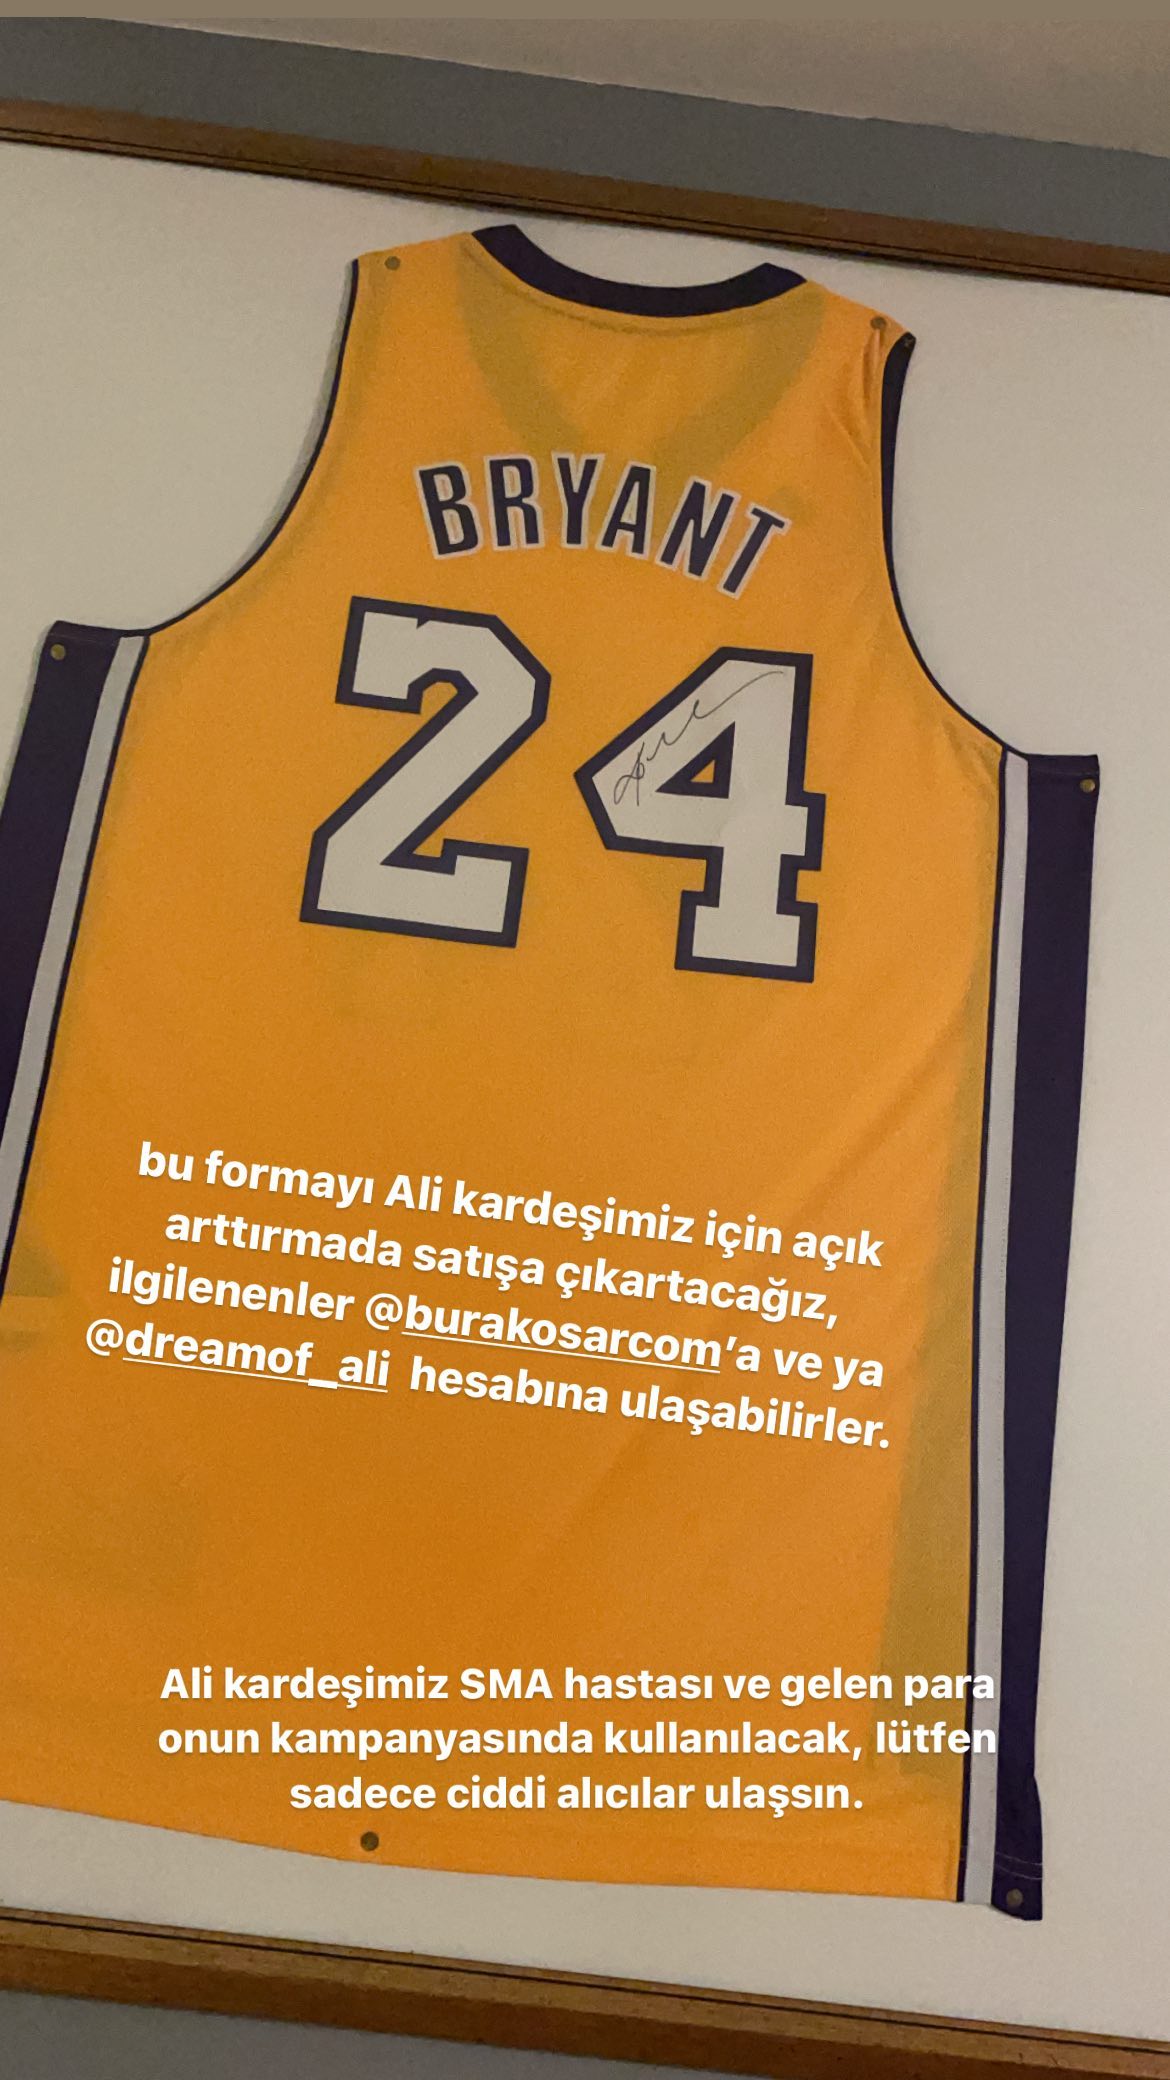 BRYANT
24
bu formayı Ali kardeşimiz için açık
arttırmada satışa çıkartacağız,
ilgilenenler @burakosarcom’a ve ya
@dreamof_ali hesabına ulaşabilirler.
Ali kardeşimiz SMA hastası ve gelen para
onun kampanyasında kullanılacak, lütfen
sadece ciddi alıcılar ulaşsın.